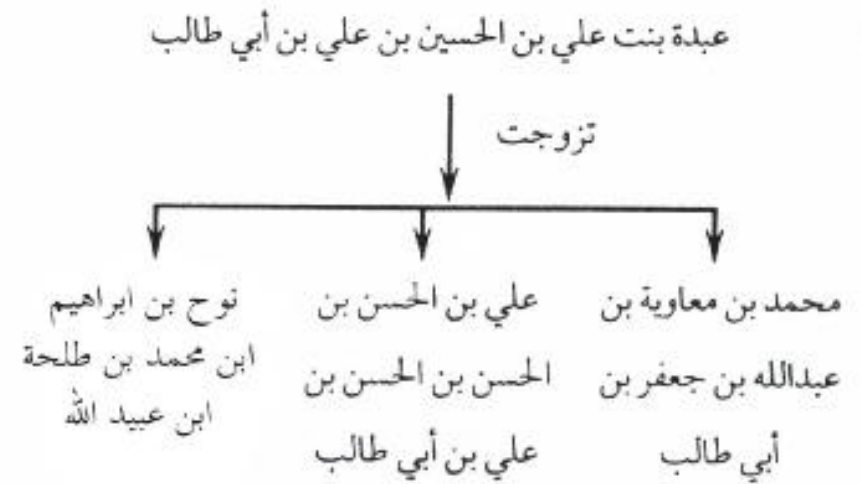 عبدة بنت علي بن الحسين بن علي بن أبي طالب
تزوجت
محمد بن معاوية بن
عبدالله بن جعفر بن
أبي طالب
علي بن الحسن بن
الحسن بن الحسن بن
علي بن أبي طالب
نوح بن ابراهيم
ابن محمد بن طلحة
ابن عبيد الله